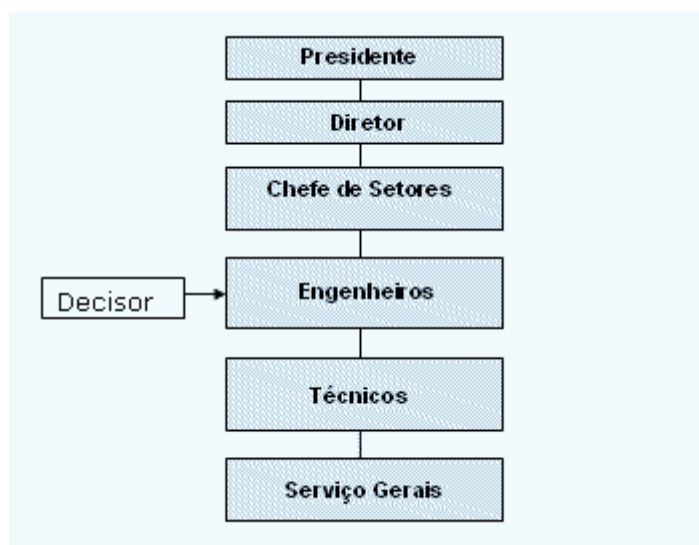 Presidente
Diretor
Chefe de Setores
Engenheiros
Decisor
Técnicos
Serviço Gerais